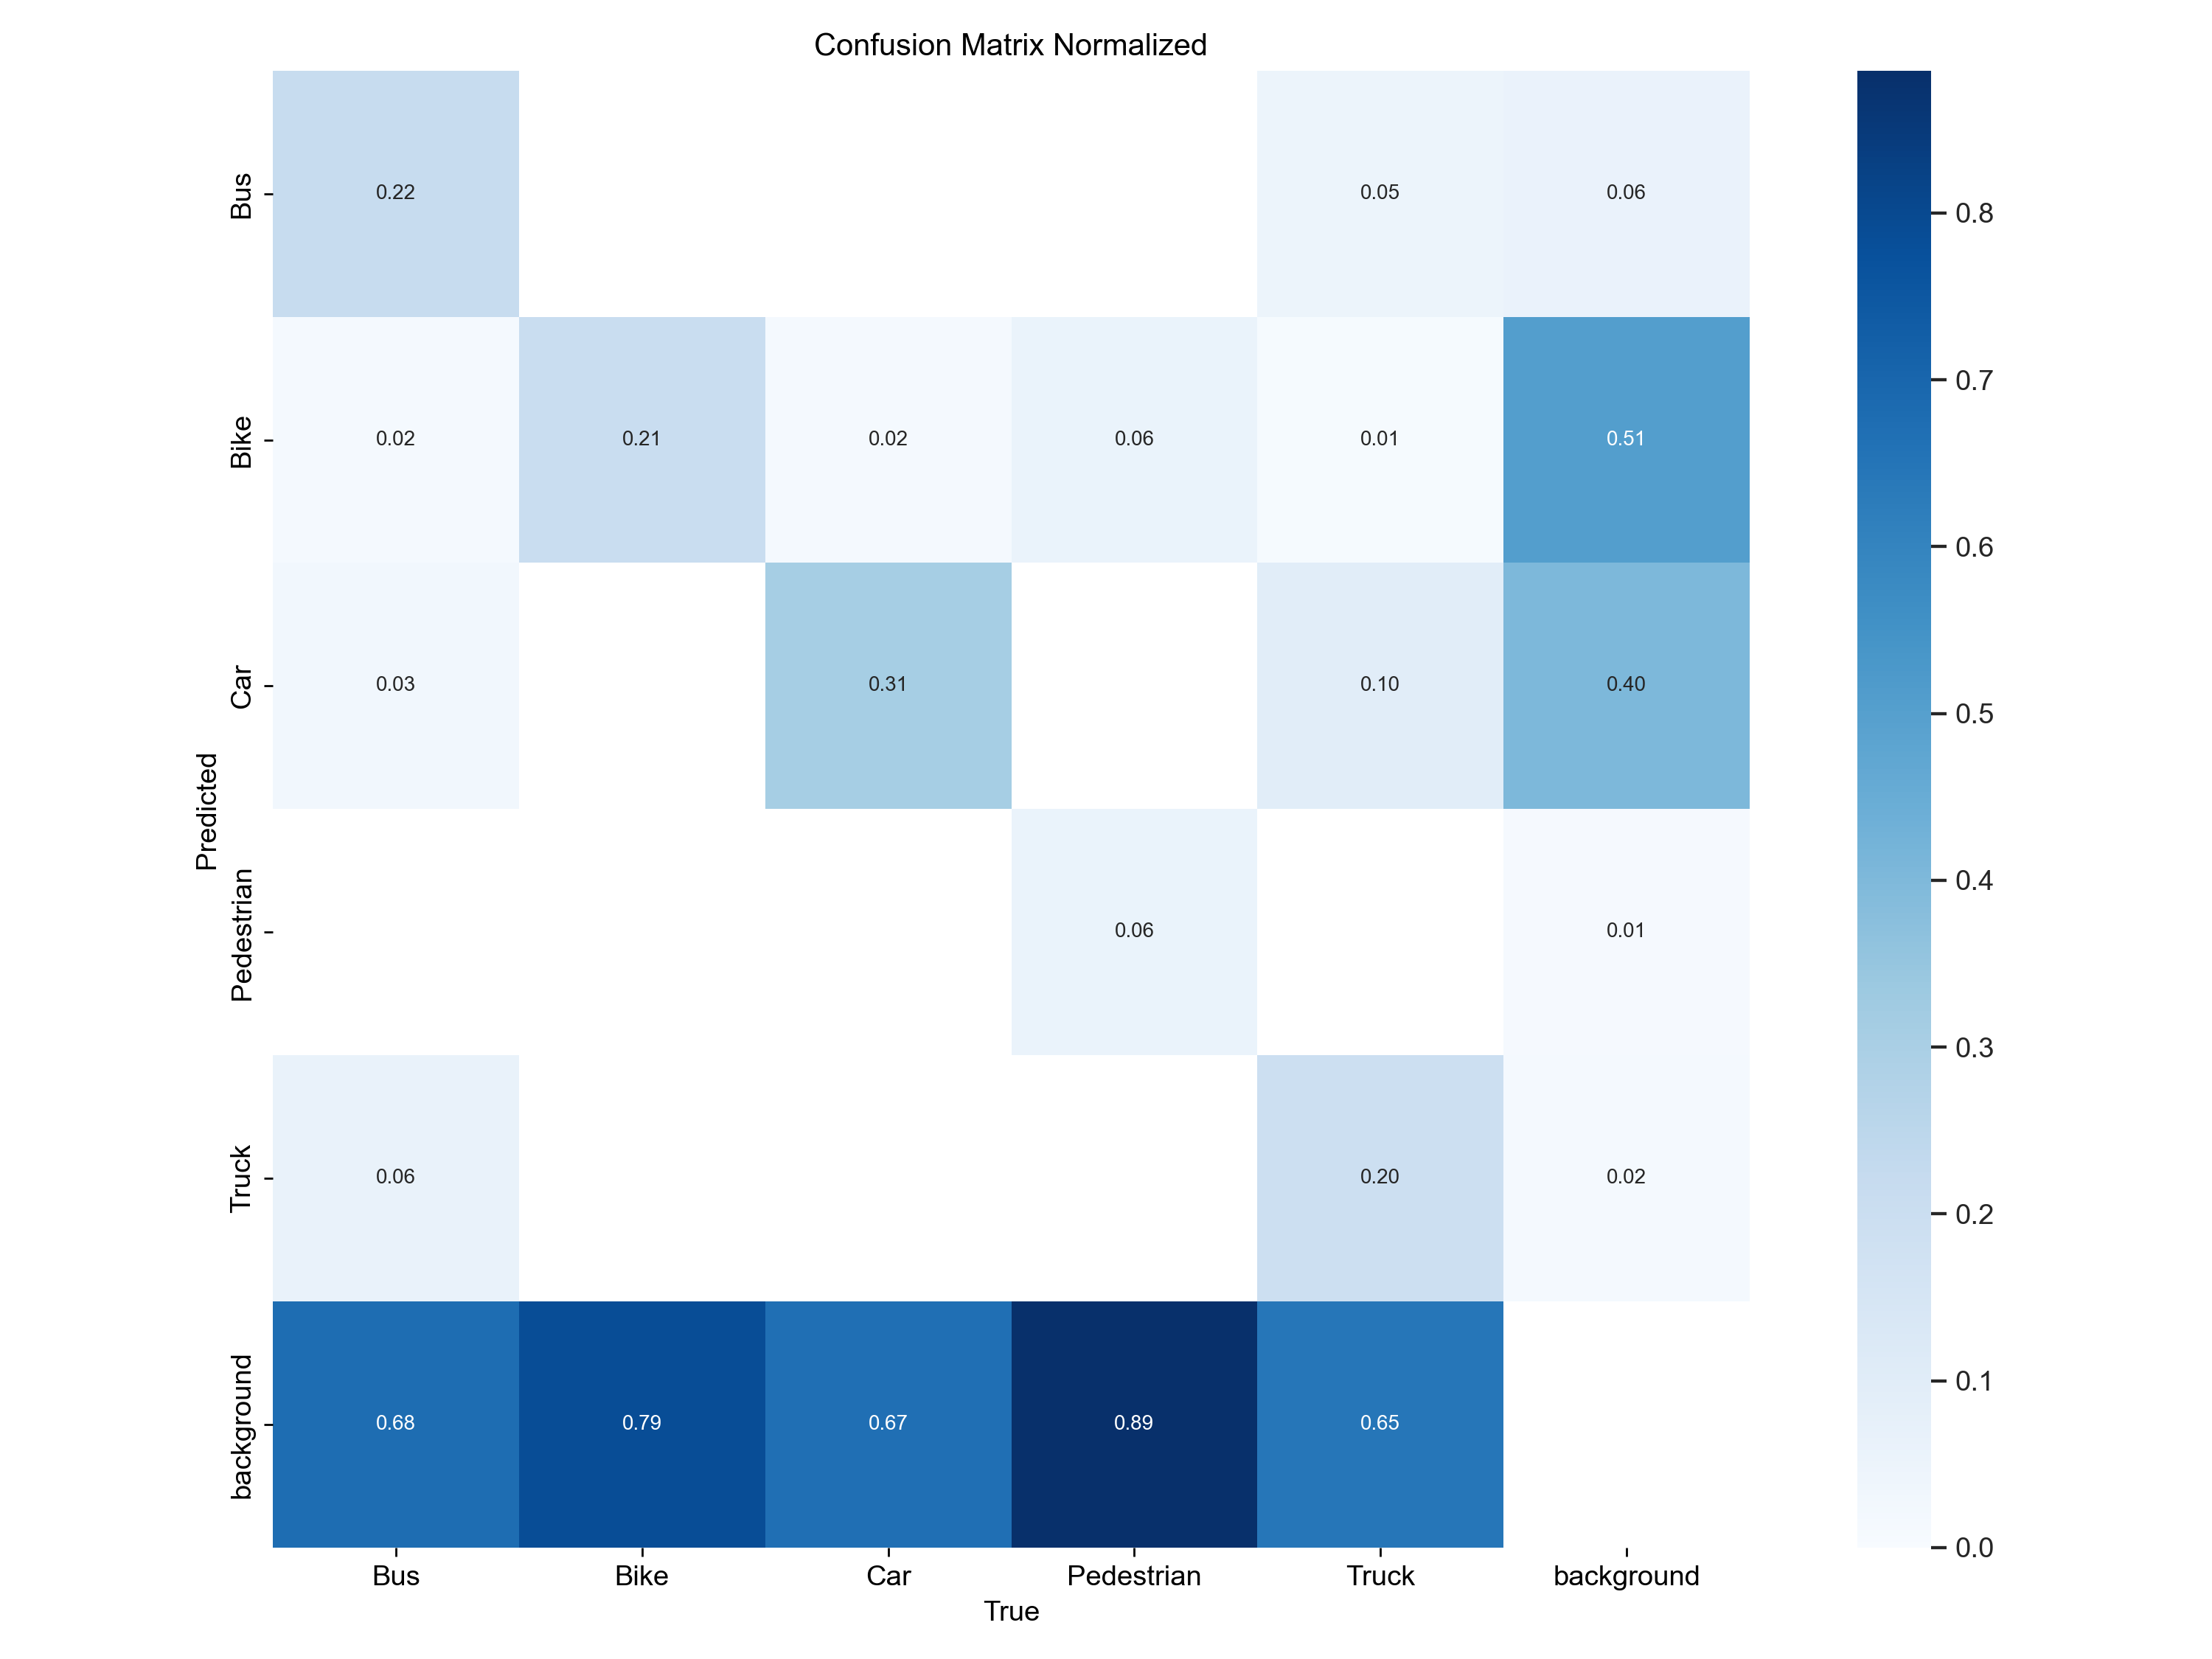 Confusion Matrix Normalized
Bus
0.22
0.05
0.06
Bike
0.02
0.21
0.02
0.06
0.01
0.51
Car
0.03
0.31
0.10
0.40
Predicted
Pedestrian
0.06
0.01
Truck
0.06
0.20
0.02
background
0.68
0.79
0.67
0.89
0.65
Bus
Bike
Car
Pedestrian
Truck
background
True
0.8
0.7
0.6
0.5
0.4
0.3
0.2
0.1
0.0